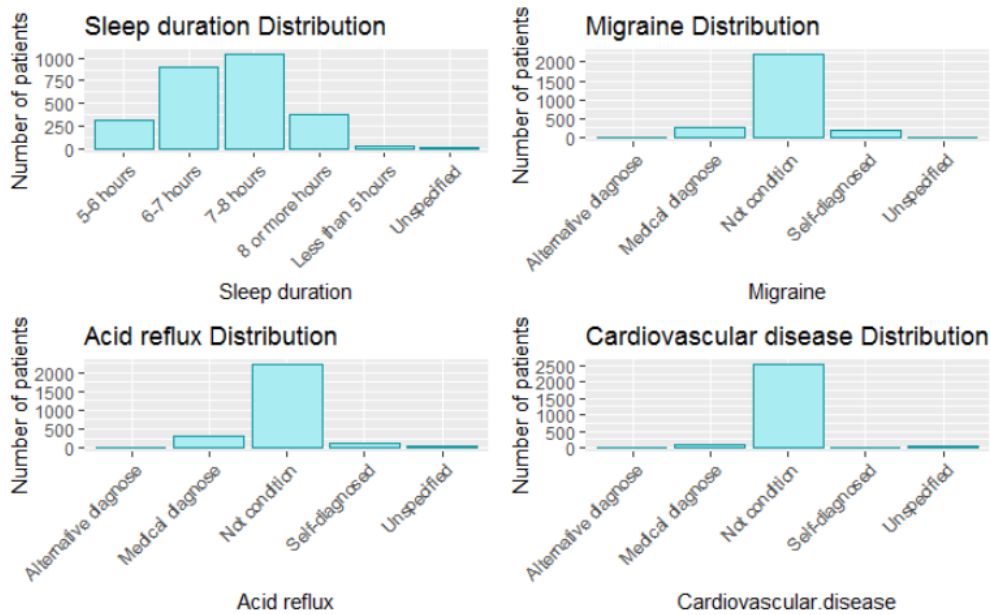 Sleep duration Distribution
Number of patients
1000
750
500
250
0
5-6 hours
6-7 hours
7-8 hours
8 or more hours
Less than 5 hours
Unspecified
Sleep duration
Migraine Distribution
Number of patients
2000
1500
1000
500
0
Alternative diagnose
Medical diagnose
Not condition
Self-diagnosed
Unspecified
Migraine
Acid reflux Distribution
Number of patients
2000
1500
1000
500
0
Alternative diagnose
Medical diagnose
Not condition
Self-diagnosed
Unspecified
Acid reflux
Cardiovascular disease Distribution
Number of patients
2500
2000
1500
1000
500
0
Alternative diagnose
Medical diagnose
Not condition
Self-diagnosed
Unspecified
Cardiovascular.disease